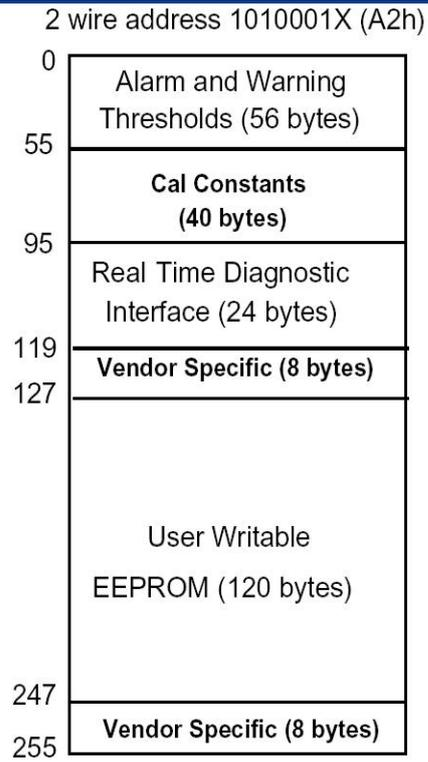 2 wire address 1010001X (A2h)
0
Alarm and Warning
Thresholds (56 bytes)
55
Cal Constants
(40 bytes)
95
Real Time Diagnostic
Interface (24 bytes)
119
Vendor Specific (8 bytes)
127
User Writable
EEPROM (120 bytes)
247
Vendor Specific (8 bytes)
255